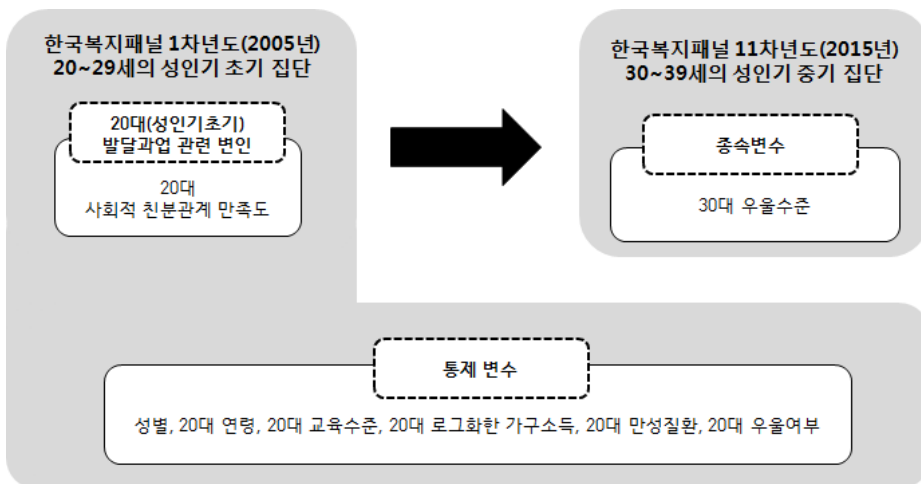 한국복지패널 1차년도(2005년)
20~29세의 성인기 초기 집단
20대(성인기초기)
발달과업 관련 변인
20대
사회적 친분관계 만족도
한국복지패널 11차년도(2015년)
30~39세의 성인기 중기 집단
종속변수
30대 우울수준
통제 변수
성별, 20대 연령, 20대 교육수준, 20대 로그화한 가구소득, 20대 만성질환, 20대 우울여부